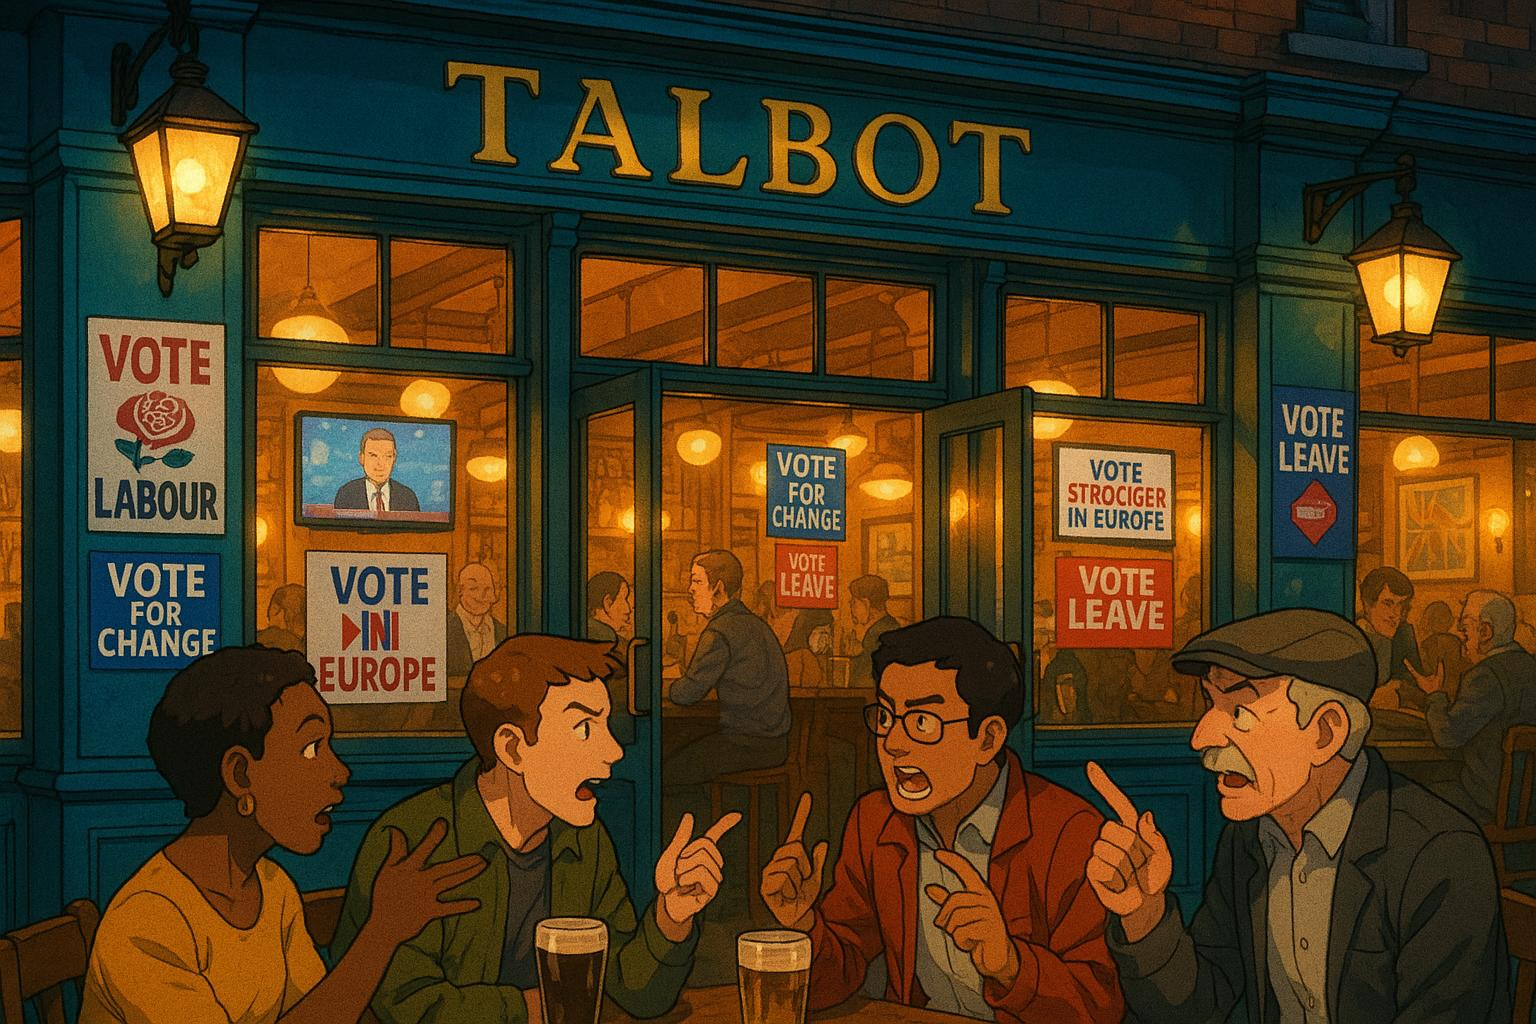 TALBOT
VOTE
LABOUR
VOTE
FOR
CHANGE
VOTE
IN
EUROPE
VOTE
FOR
CHANGE
VOTE
LEAVE
VOTE
STROCIGER
IN EUROFE
VOTE
LEAVE
VOTE
LEAVE